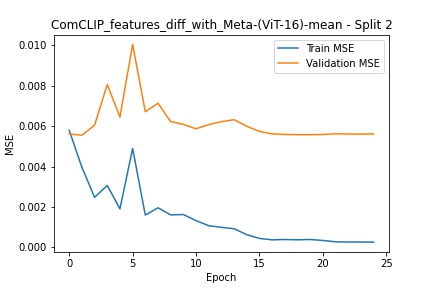 ComCLIP_features_diff_with_Meta-(ViT-16)-mean - Split 2
Train MSE
Validation MSE
0.010
0.008
0.006
0.004
0.002
0.000
MSE
0
5
10
15
20
25
Epoch